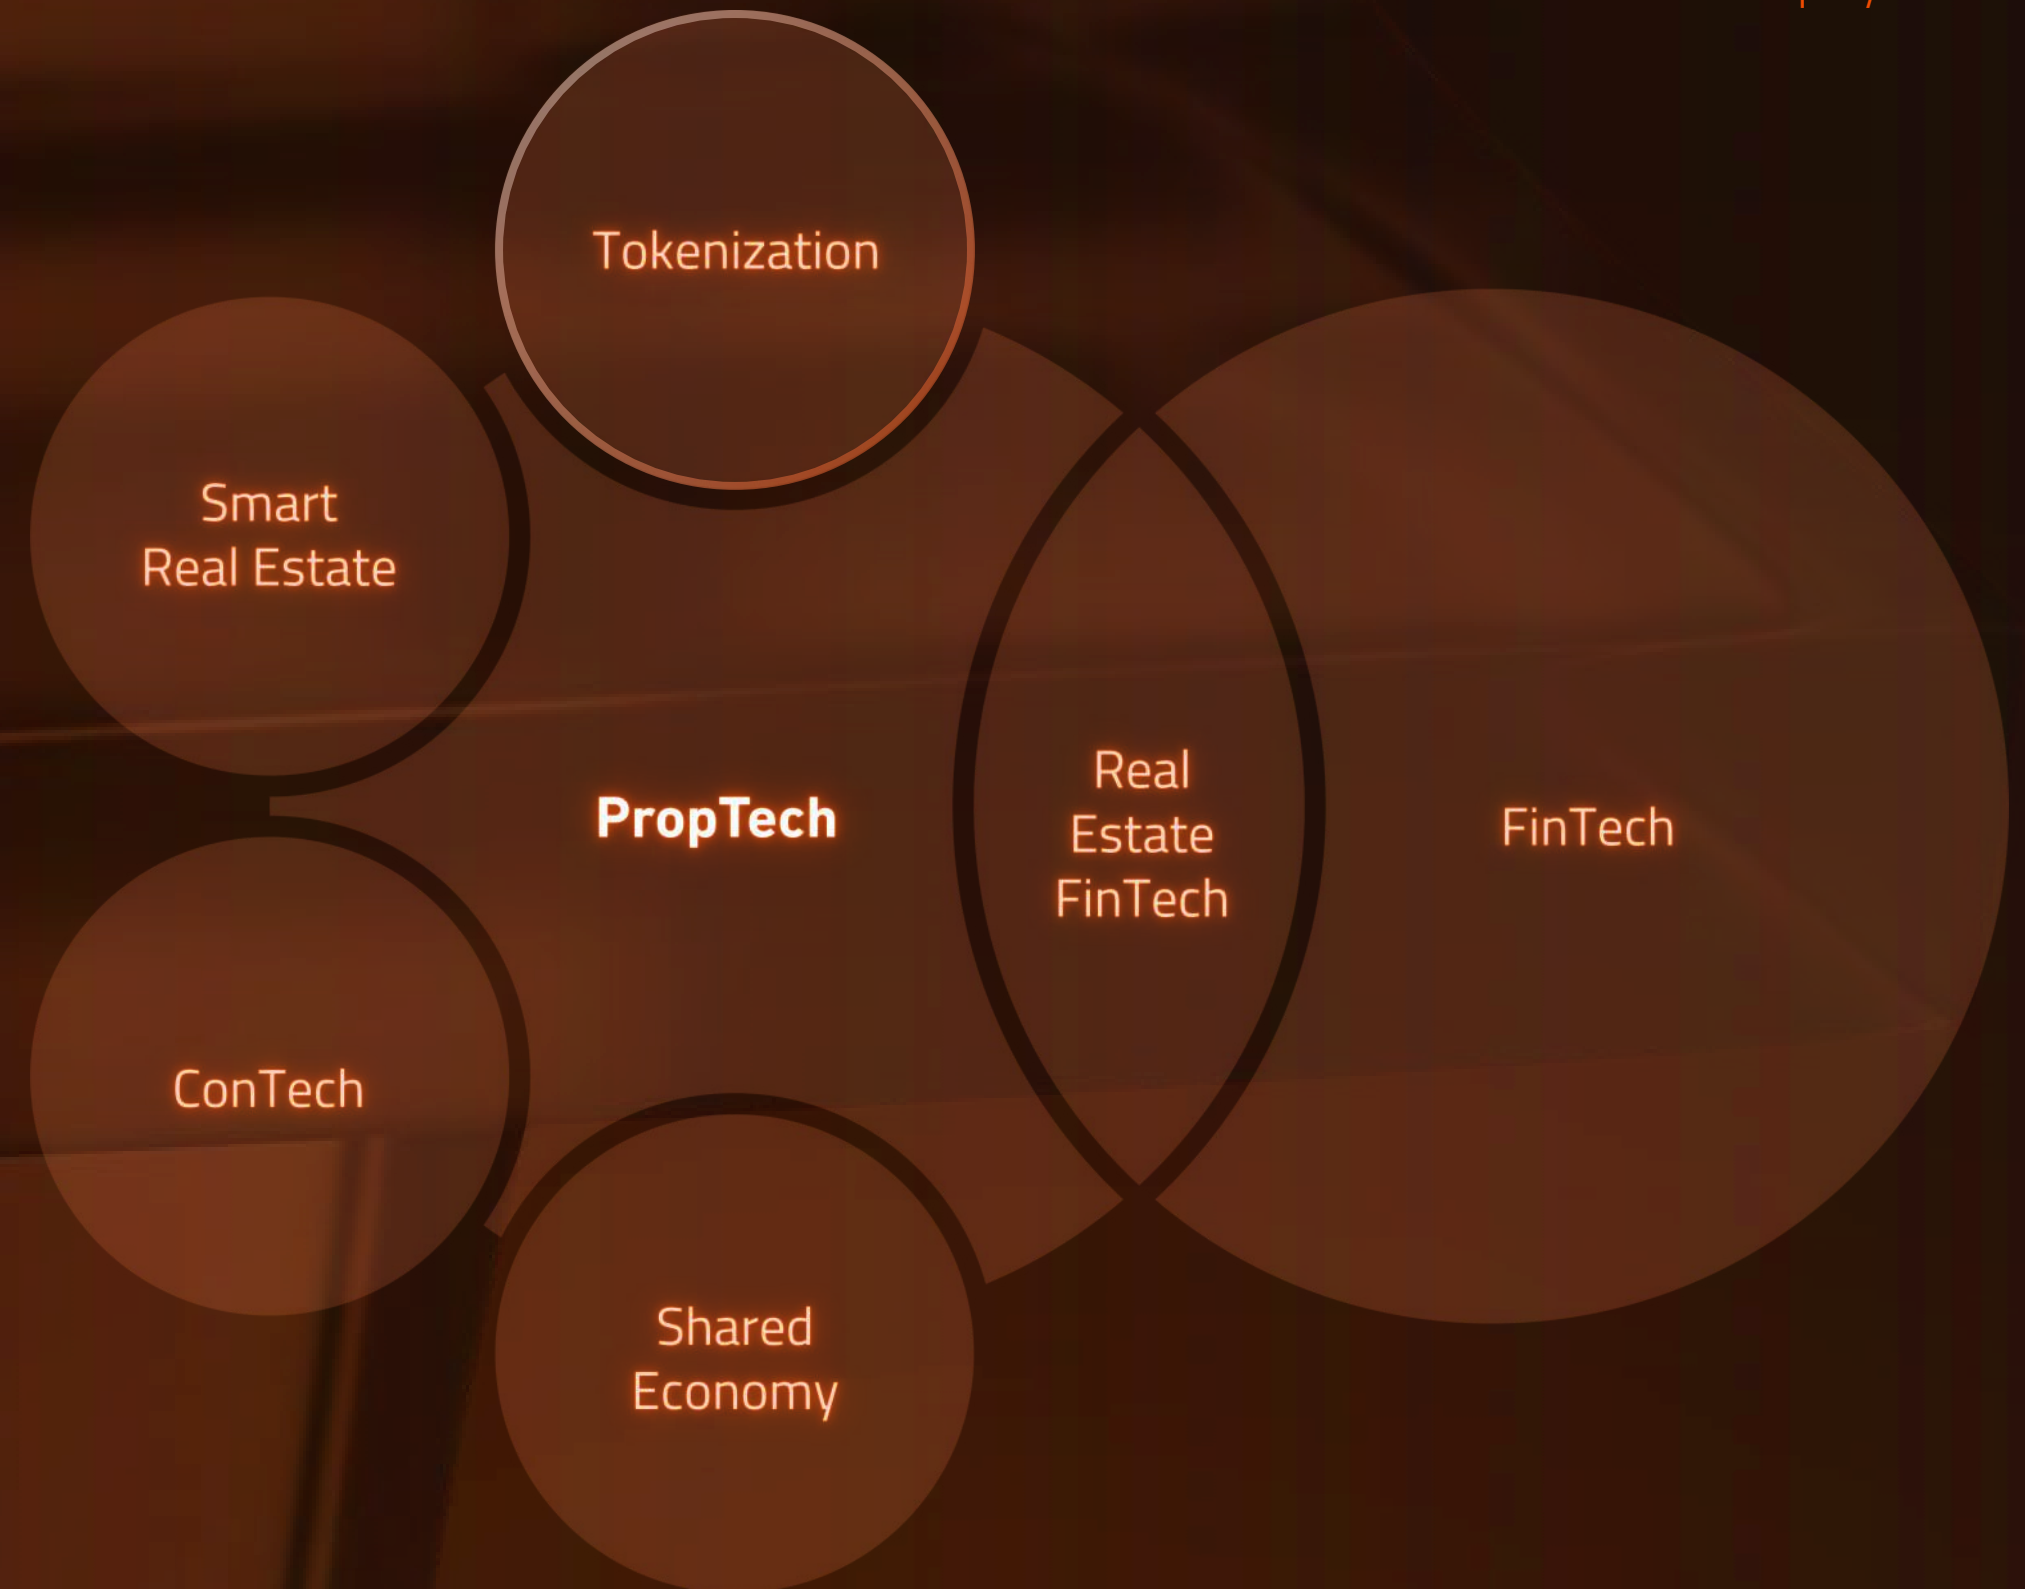 Tokenization
Smart
Real Estate
PropTech
Real
Estate
FinTech
FinTech
ConTech
Shared
Economy